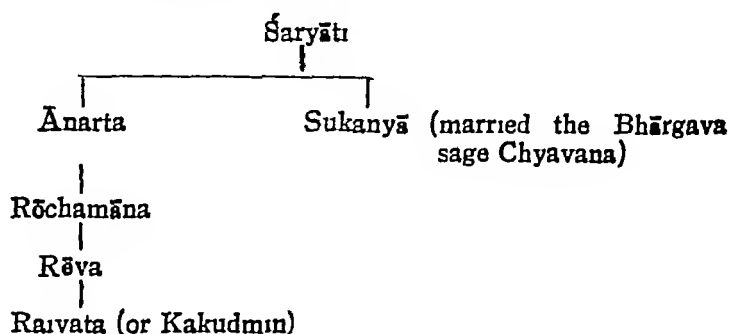 Śaryāti
Ānarta Sukanyā (married the Bhārgava
sage Chyavana)
Rōchamāna
Rēva
Raivata (or Kakudmin)